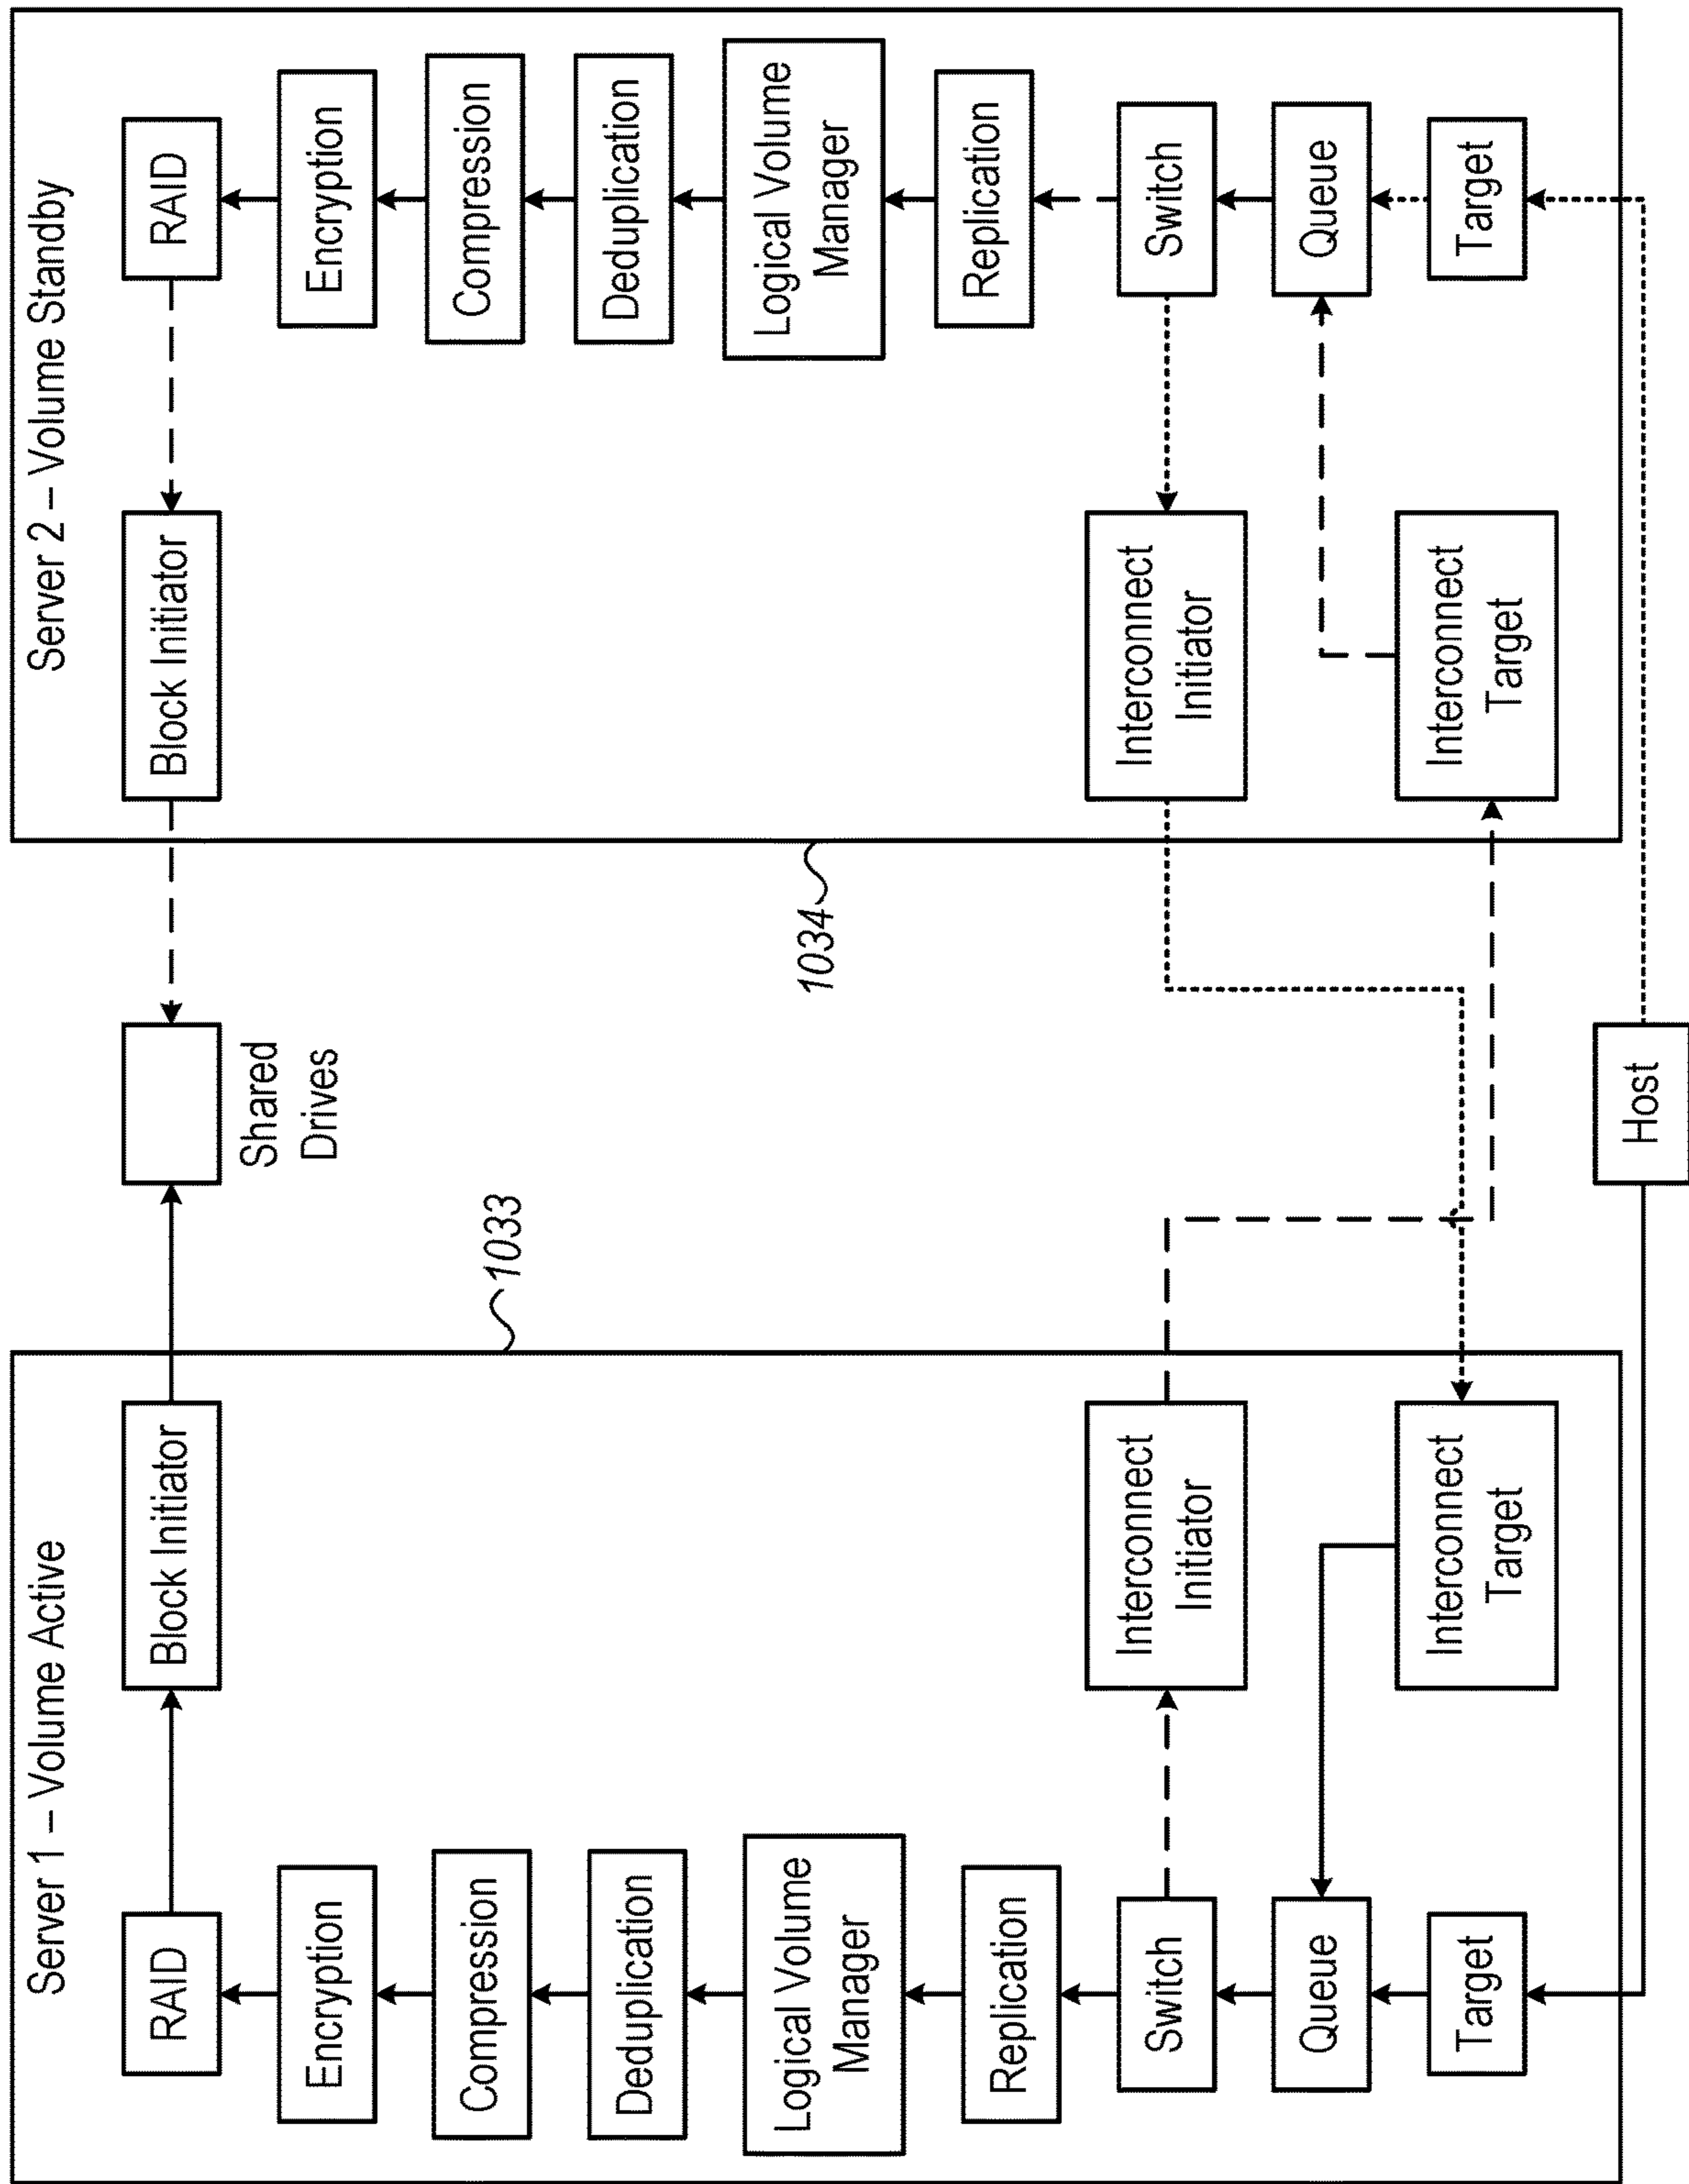 Server 1 – Volume Active
RAID
Block Initiator
Encryption
Compression
Deduplication
Logical Volume
Manager
Replication
Switch
Interconnect
Initiator
Queue
Interconnect
Target
Target
1033
Shared
Drives
Host
1034
Server 2 – Volume Standby
Block Initiator
RAID
Encryption
Compression
Deduplication
Logical Volume
Manager
Replication
Interconnect
Initiator
Switch
Queue
Interconnect
Target
Target